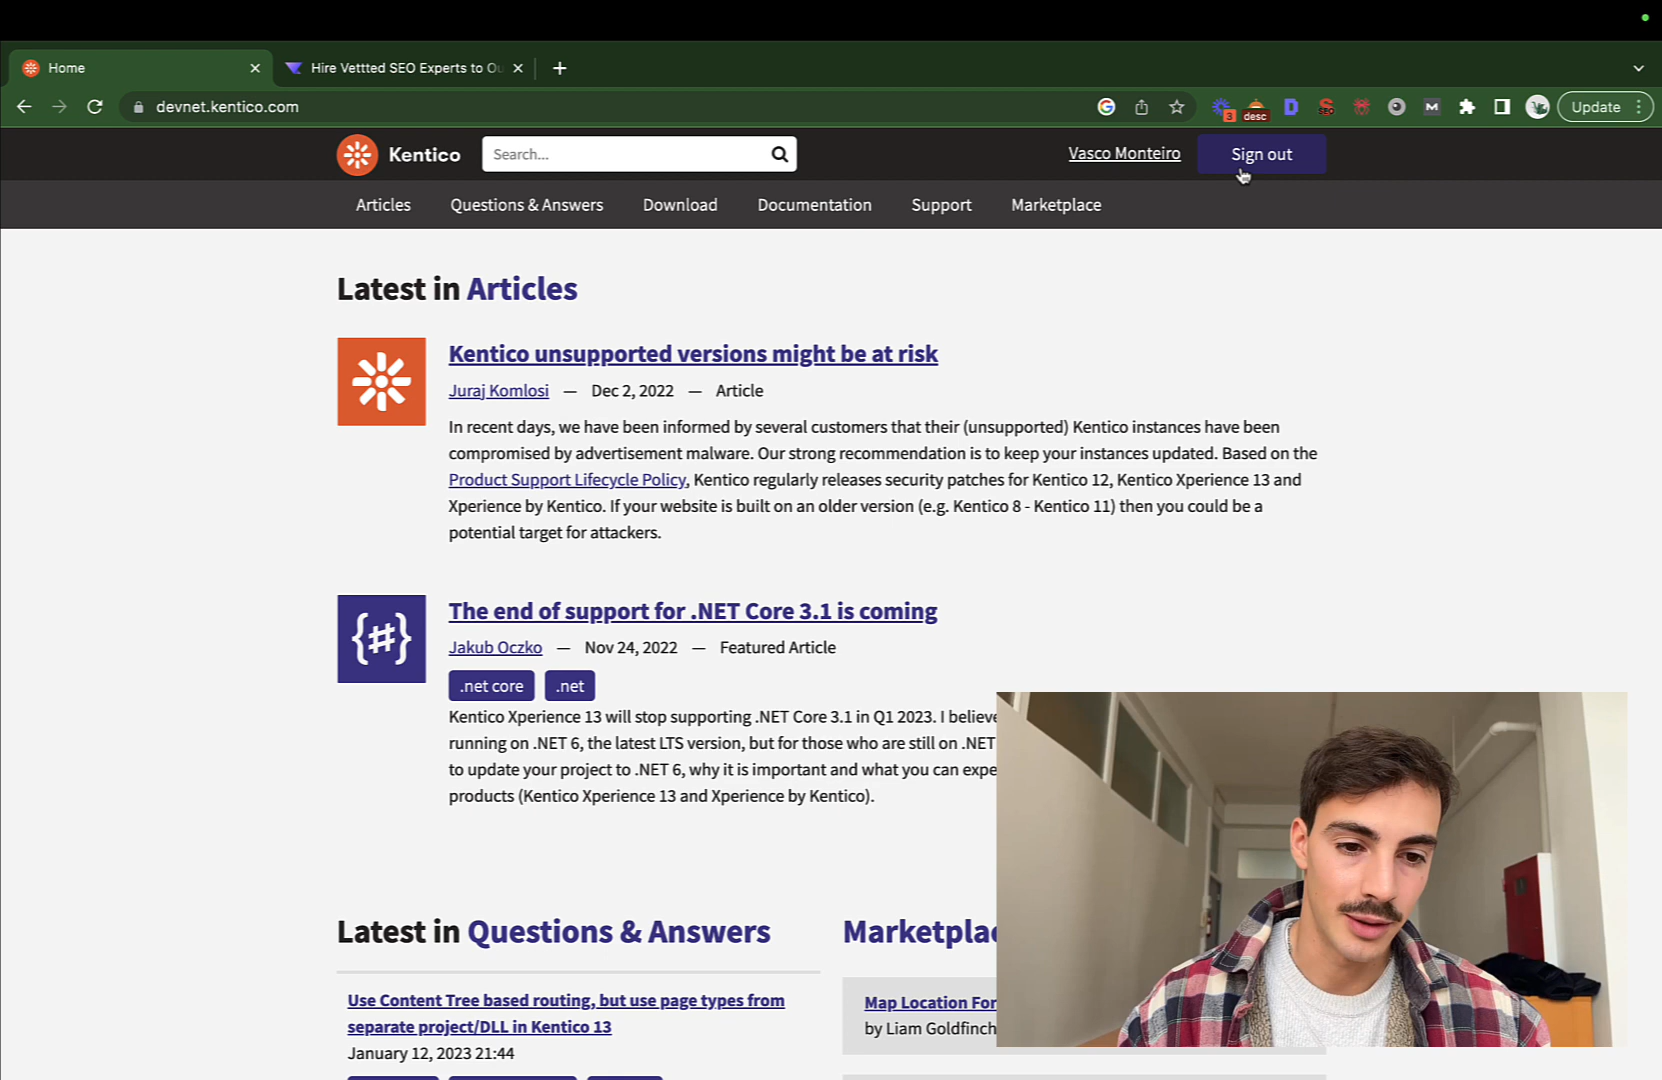 Home
Hire Vettted SEO Experts to Ou
devnet.kentico.com
3
desc
D
SEO
M
Update
Kentico
Search...
Vasco Monteiro
Sign out
Articles
Questions & Answers
Download
Documentation
Support
Marketplace
Latest in Articles
Kentico unsupported versions might be at risk
Juraj Komlosi — Dec 2, 2022 — Article
In recent days, we have been informed by several customers that their (unsupported) Kentico instances have been
compromised by advertisement malware. Our strong recommendation is to keep your instances updated. Based on the
Product Support Lifecycle Policy, Kentico regularly releases security patches for Kentico 12, Kentico Xperience 13 and
Xperience by Kentico. If your website is built on an older version (e.g. Kentico 8 - Kentico 11) then you could be a
potential target for attackers.
{#}
The end of support for .NET Core 3.1 is coming
Jakub Oczko — Nov 24, 2022 — Featured Article
.net core
.net
Kentico Xperience 13 will stop supporting .NET Core 3.1 in Q1 2023. I believe
running on .NET 6, the latest LTS version, but for those who are still on .NET
to update your project to .NET 6, why it is important and what you can expe
products (Kentico Xperience 13 and Xperience by Kentico).
Latest in Questions & Answers
Use Content Tree based routing, but use page types from
separate project/DLL in Kentico 13
January 12, 2023 21:44
Marketplac
Map Location For
by Liam Goldfinch